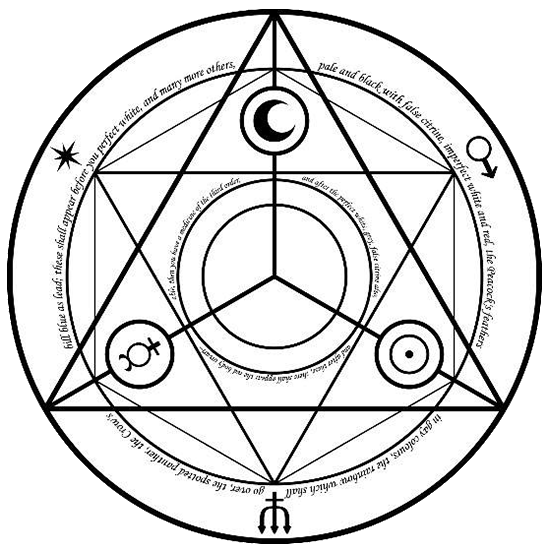 pale and black with false citrine, imperfect white and red, the Peacock's feathers
in gay colours, the rainbow which shall
go over, the spotted panther, the Crow's
bill blue as lead; these shall appear before you perfect white, and many more others,
and after the perfect white, grey, false citrine also,
and after these, there shall appear the red body
then you have a medicine of the third order,